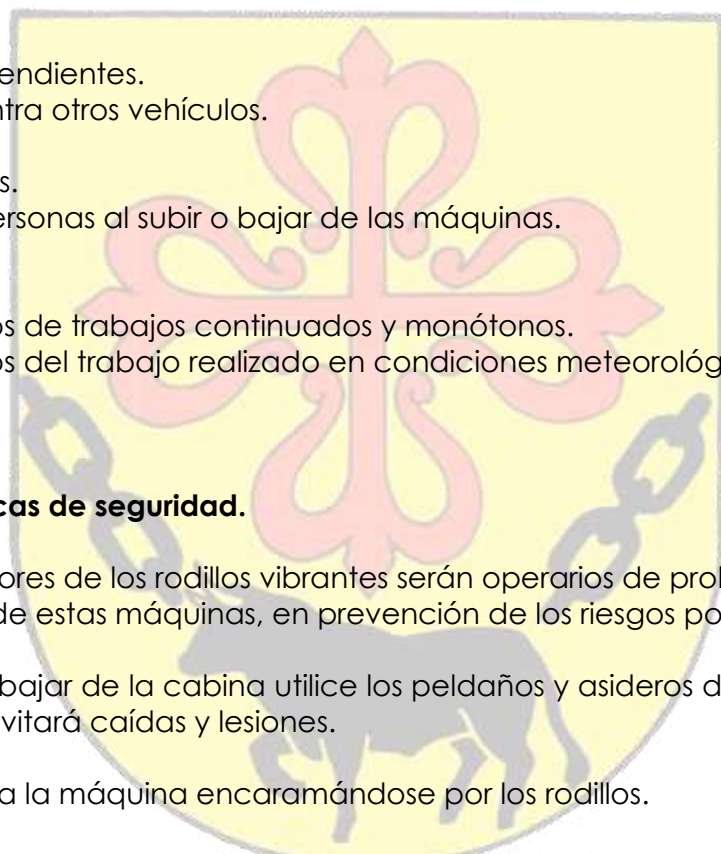 endientes.
ntra otros vehículos.
s.
ersonas al subir o bajar de las máquinas.
os de trabajos continuados y monótonos.
os del trabajo realizado en condiciones meteorológ
cas de seguridad.
ores de los rodillos vibrantes serán operarios de pro
de estas máquinas, en prevención de los riesgos po
bajar de la cabina utilice los peldaños y asideros d
vitará caídas y lesiones.
a la máquina encaramándose por los rodillos.